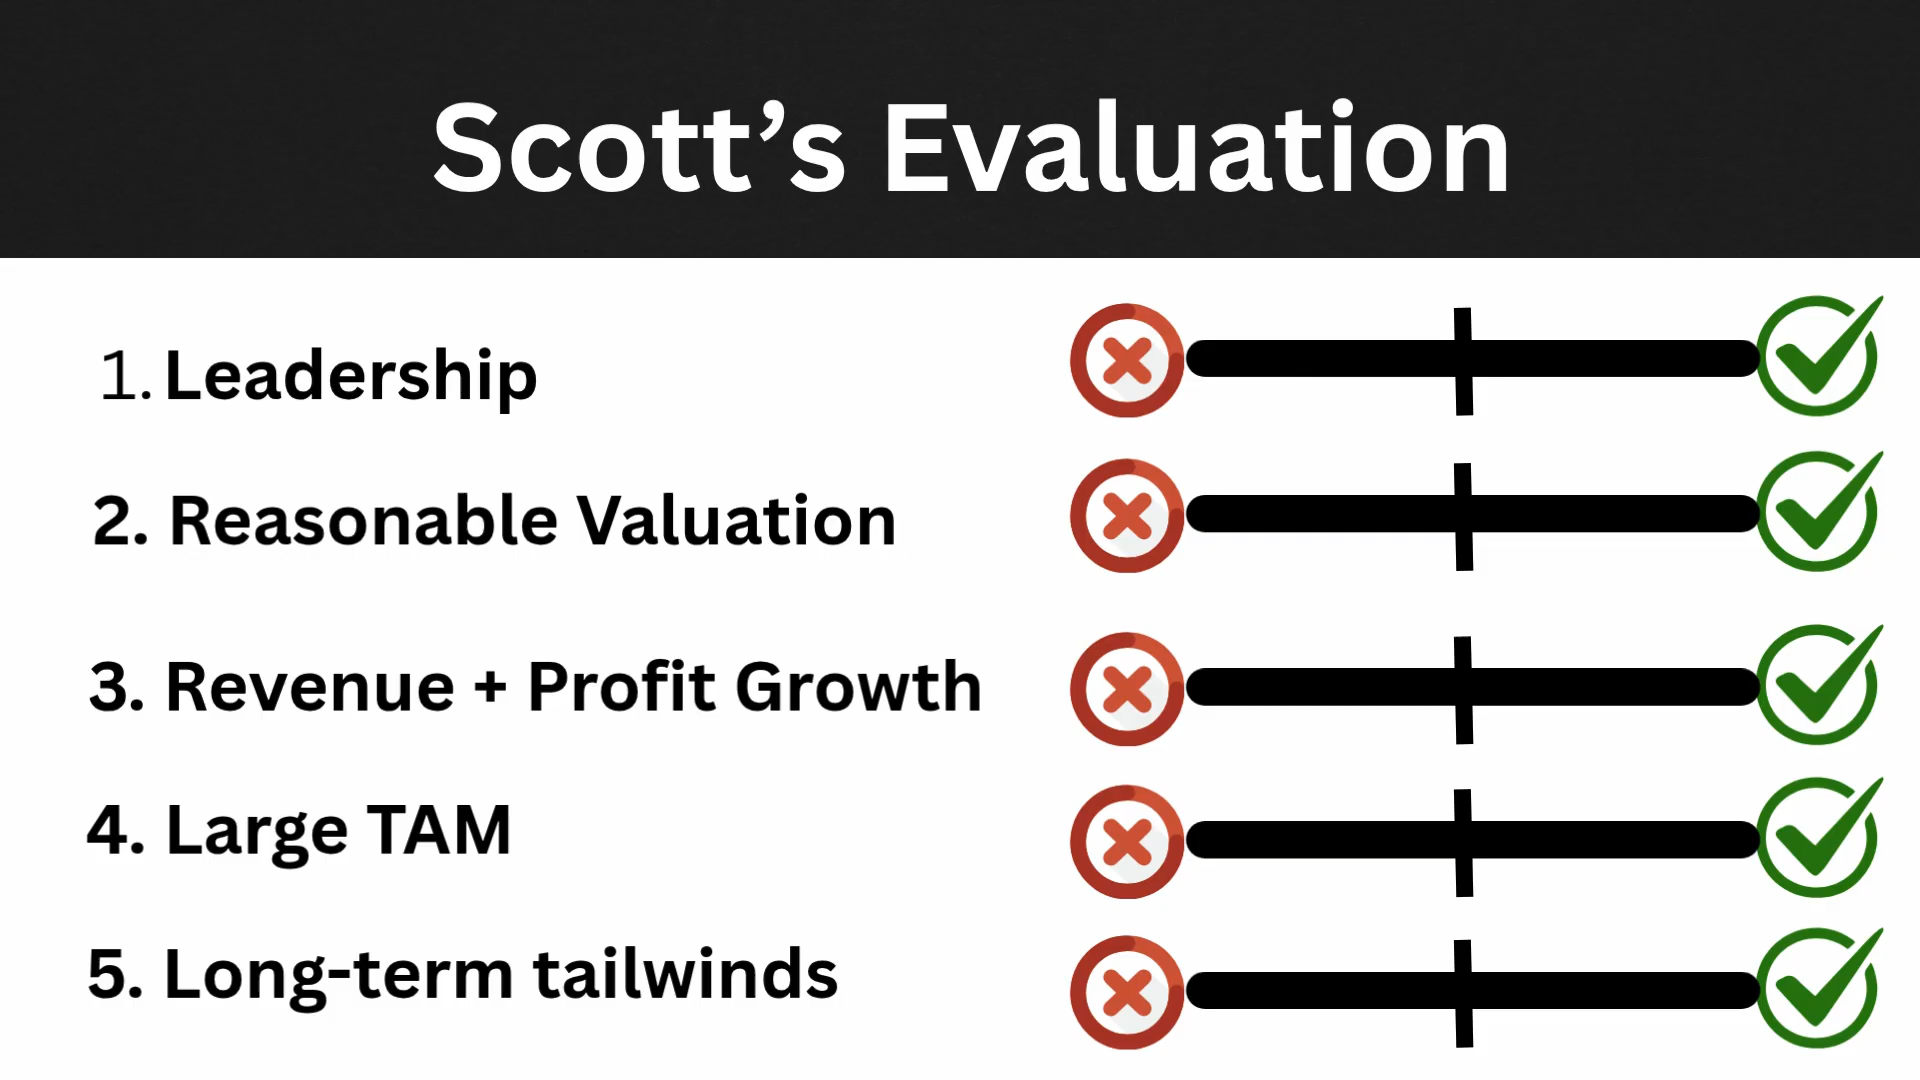 Scott’s Evaluation
1. Leadership
2. Reasonable Valuation
3. Revenue + Profit Growth
4. Large TAM
5. Long-term tailwinds